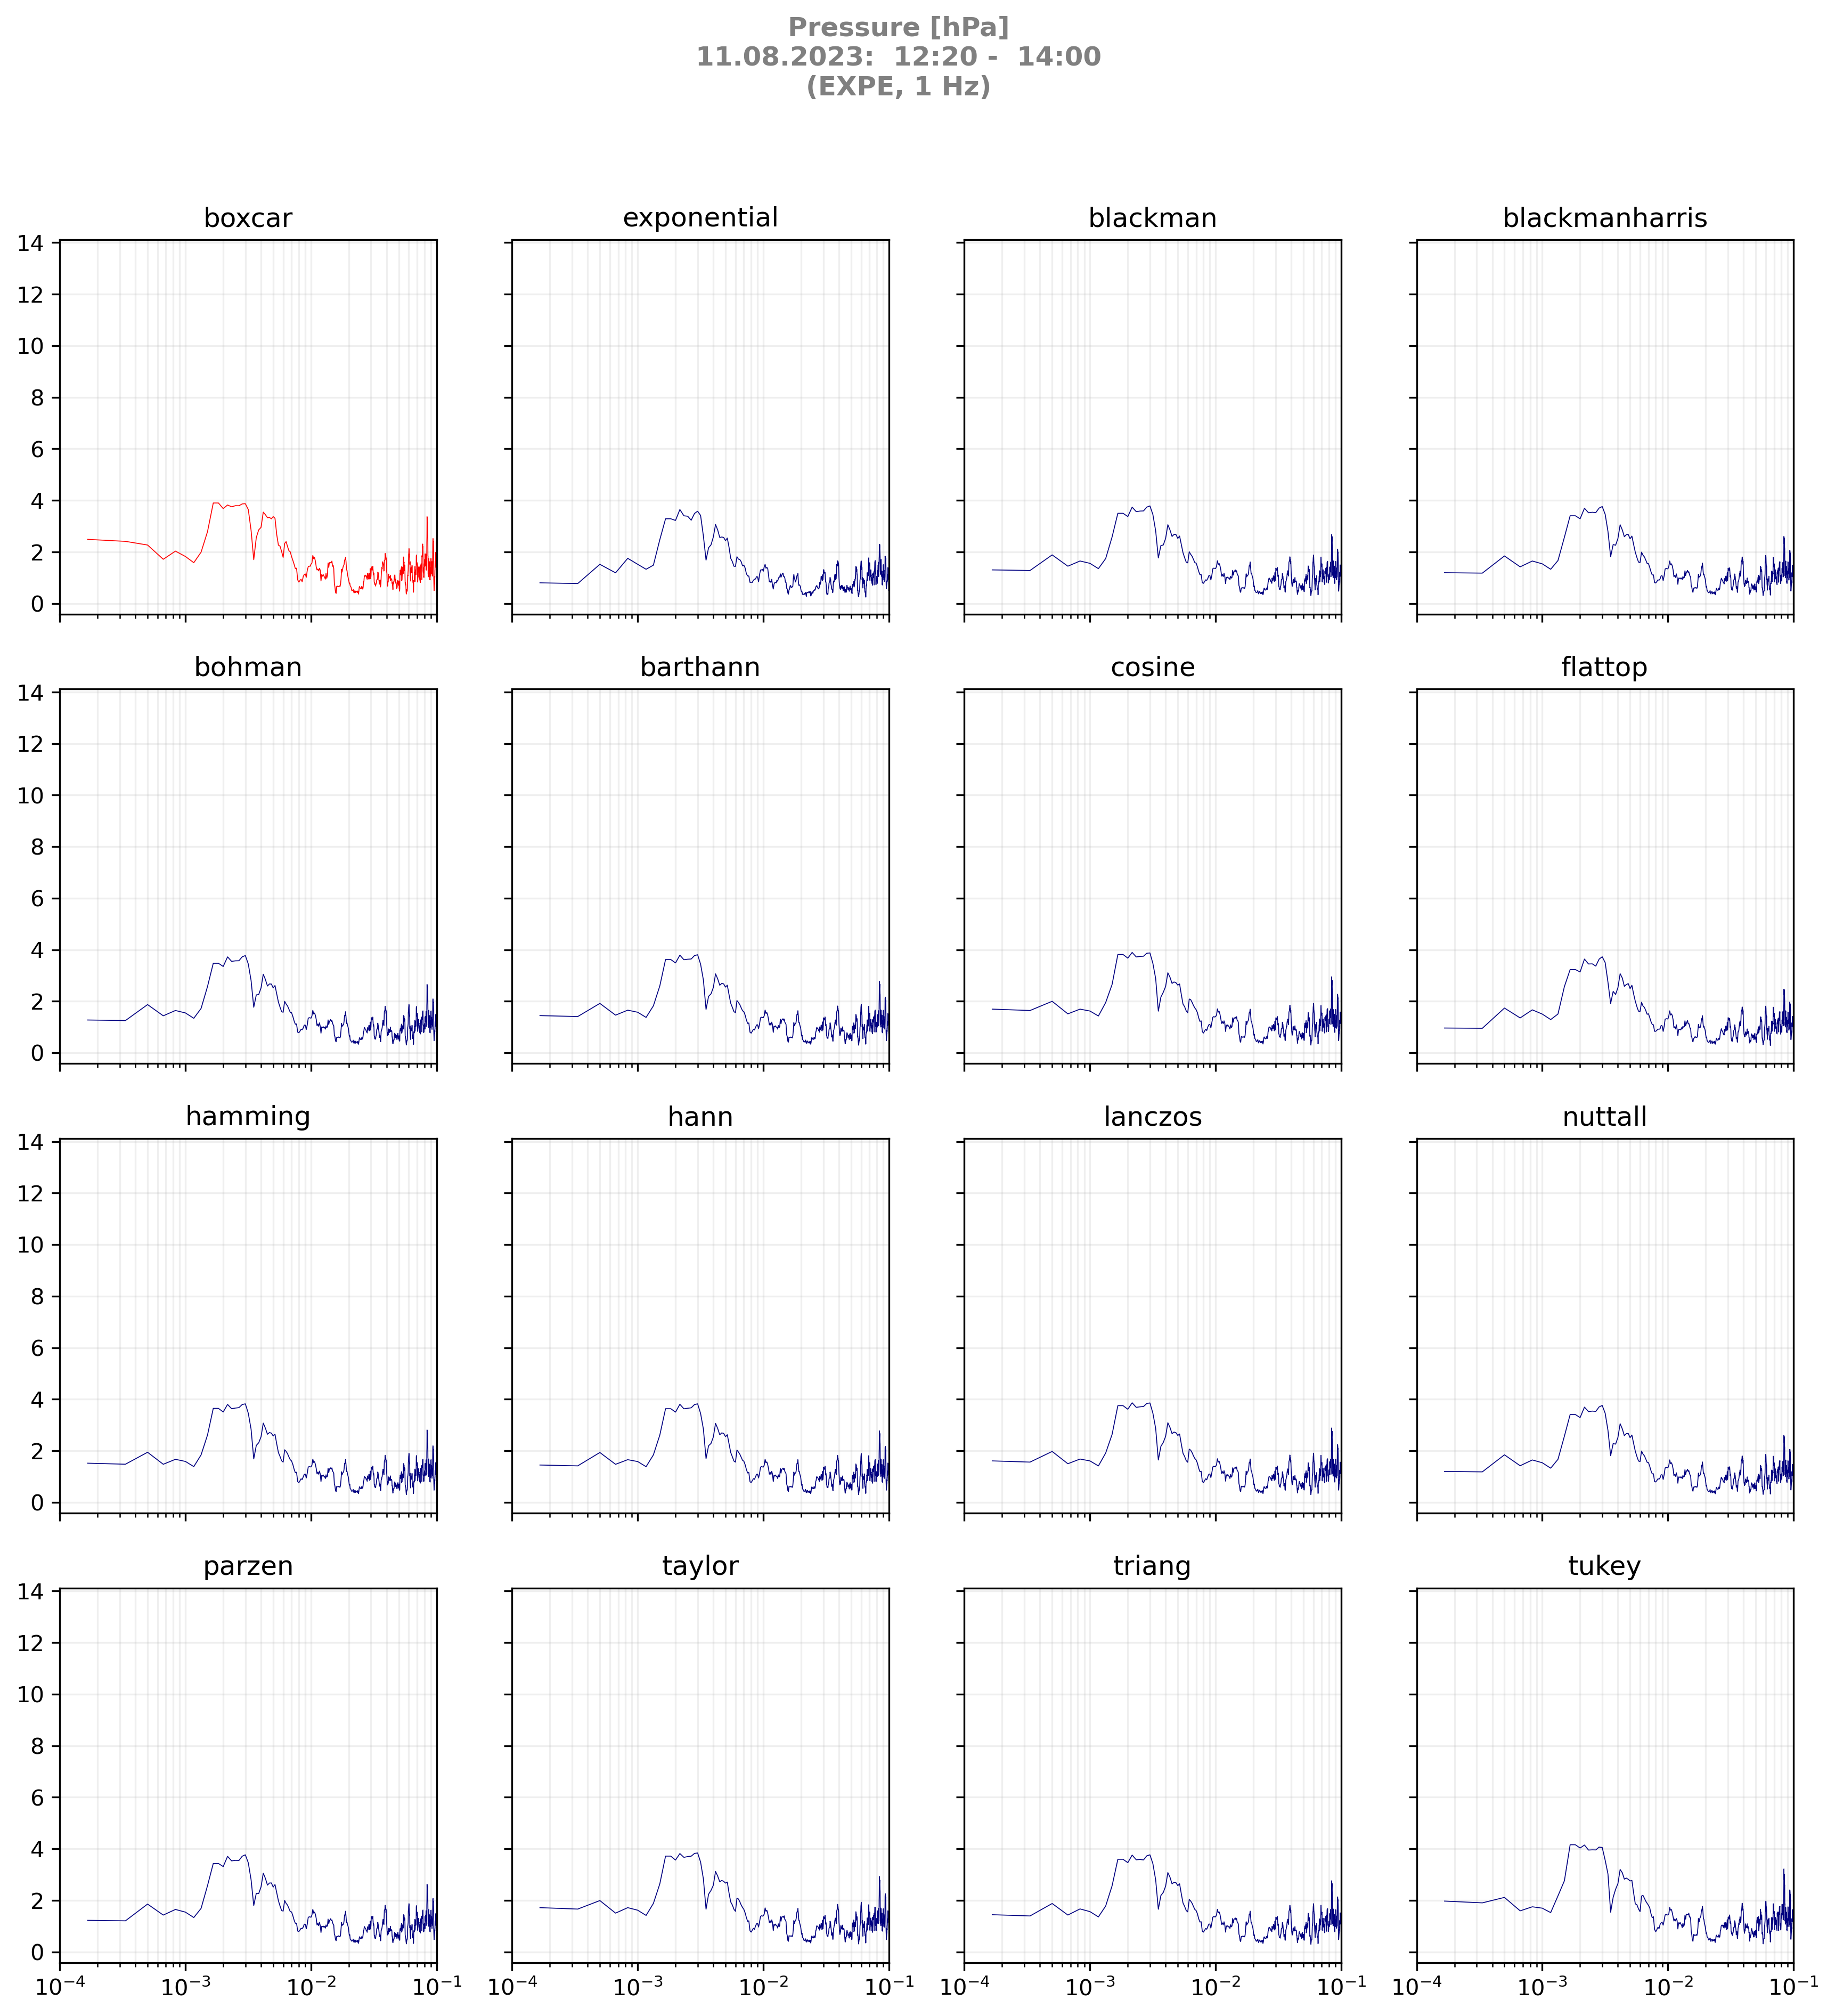 Pressure [hPa]
11.08.2023:  12:20 -  14:00
(EXPE, 1 Hz)
boxcar
exponential
blackman
blackmanharris
14
12
10
8
6
4
2
0
bohman
barthann
cosine
flattop
14
12
10
8
6
4
2
0
hamming
hann
lanczos
nuttall
14
12
10
8
6
4
2
0
parzen
taylor
triang
tukey
14
12
10
8
6
4
2
0
10⁻⁴ 10⁻³ 10⁻² 10⁻¹ 10⁻⁴ 10⁻³ 10⁻² 10⁻¹ 10⁻⁴ 10⁻³ 10⁻² 10⁻¹ 10⁻⁴ 10⁻³ 10⁻² 10⁻¹